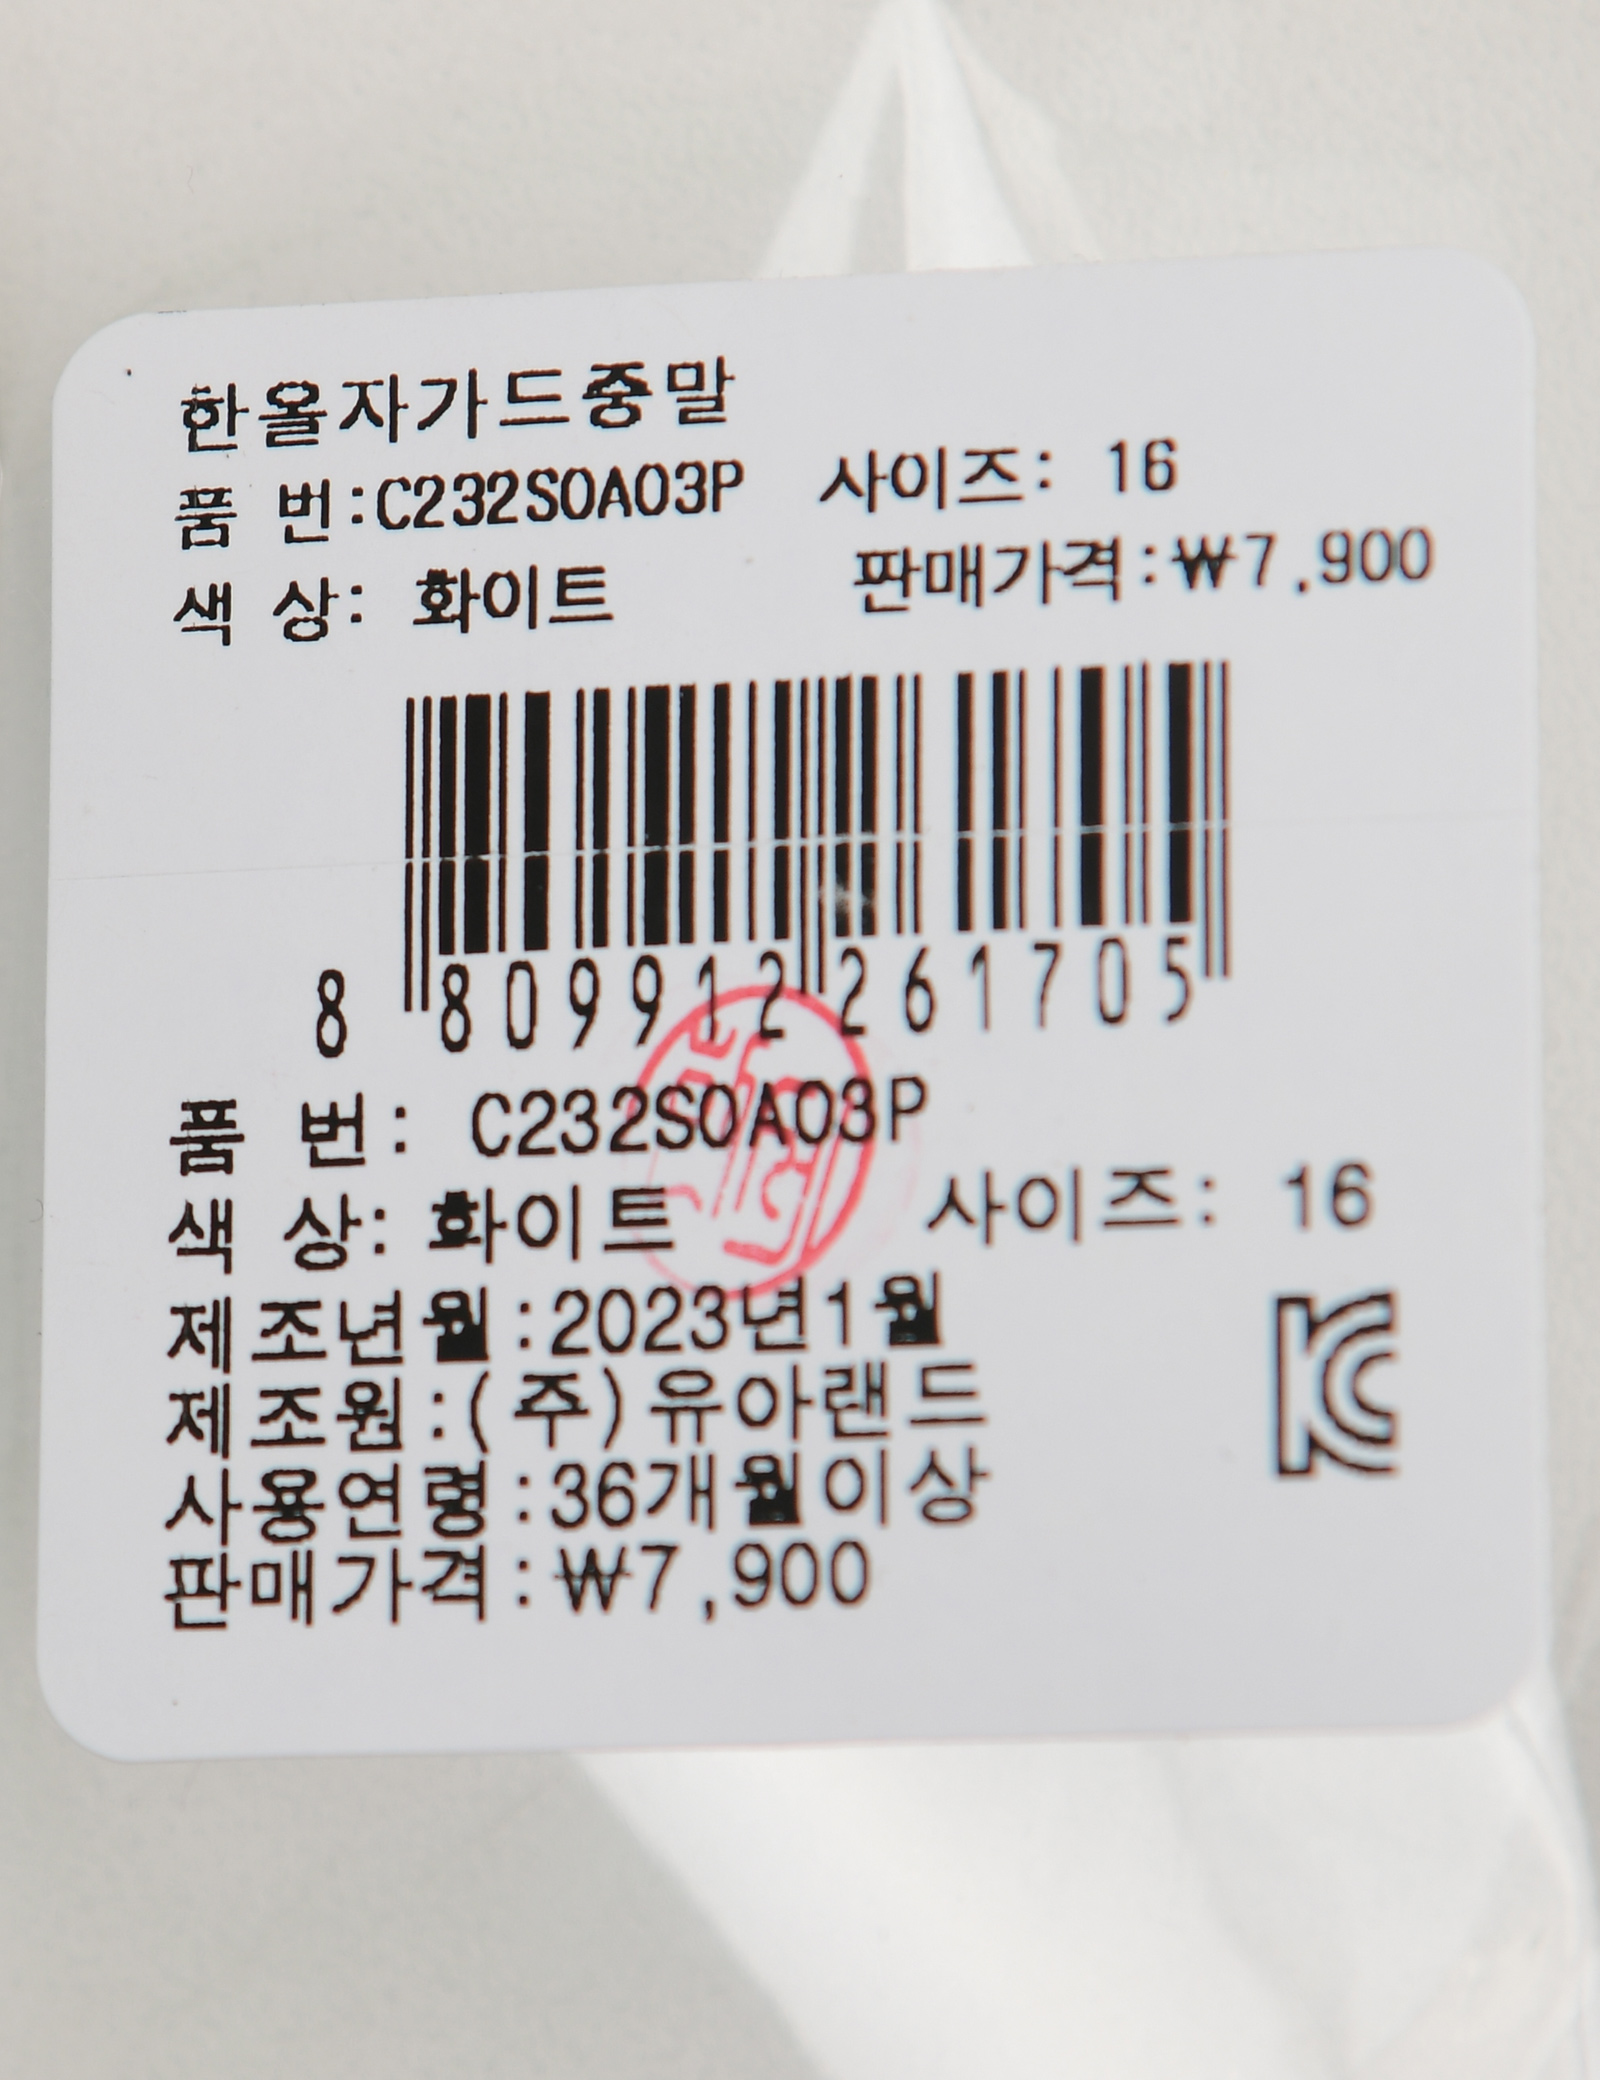 한올자가드중말
품 번:C232SOA03P 사이즈: 16
색 상: 화이트 판매가격:₩7,900
8 809912 261705
품 번: C232SOA03P
색 상: 화이트 사이즈: 16
제조년월:2023년1월
제조원:(주)유아랜드
사용연령:36개월이상
판매가격:₩7,900